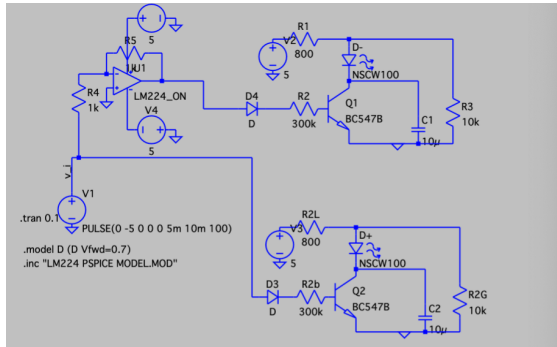 5
R5
1k
U1
LM224_ON
R4
1k
V4
5
D4
D
R2
300k
R1
800
V2
5
D-
NSCW100
Q1
BC547B
C1
10µ
R3
10k
v_i
V1
.tran 0.1
PULSE(0 -5 0 0 0 5m 10m 100)
.model D (D Vfwd=0.7)
.inc "LM224 PSPICE MODEL.MOD"
R2L
800
V3
5
D+
NSCW100
D3
D
R2b
300k
Q2
BC547B
C2
10µ
R2G
10k